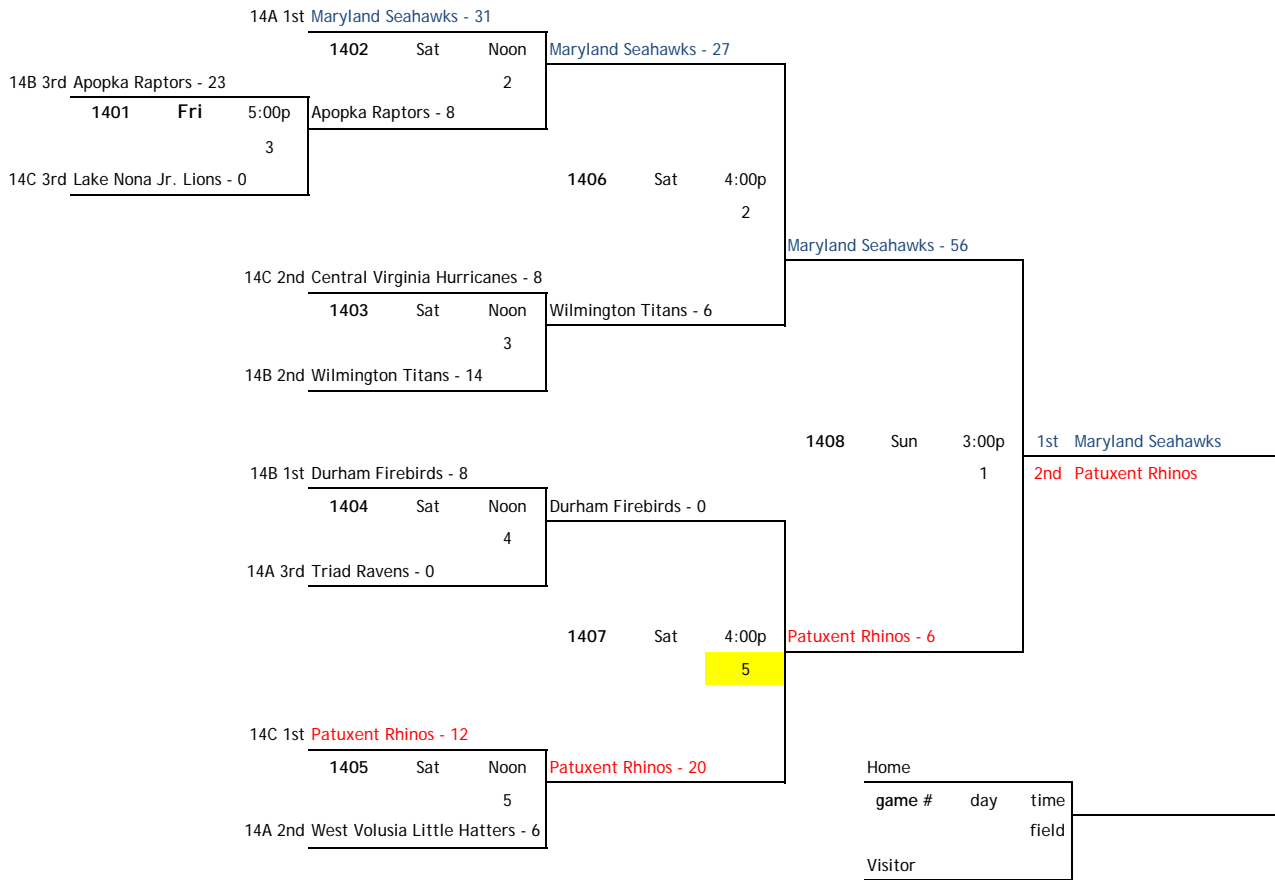 14A 1st Maryland Seahawks - 31
1402 Sat Noon Maryland Seahawks - 27
14B 3rd Apopka Raptors - 23 2
1401 Fri 5:00p Apopka Raptors - 8
3
14C 3rd Lake Nona Jr. Lions - 0 1406 Sat 4:00p
2
Maryland Seahawks - 56
14C 2nd Central Virginia Hurricanes - 8
1403 Sat Noon Wilmington Titans - 6
3
14B 2nd Wilmington Titans - 14
1408 Sun 3:00p 1st Maryland Seahawks
14B 1st Durham Firebirds - 8 1 2nd Patuxent Rhinos
1404 Sat Noon Durham Firebirds - 0
4
14A 3rd Triad Ravens - 0
1407 Sat 4:00p Patuxent Rhinos - 6
5
14C 1st Patuxent Rhinos - 12
1405 Sat Noon Patuxent Rhinos - 20 Home
5 game # day time
14A 2nd West Volusia Little Hatters - 6 field
Visitor